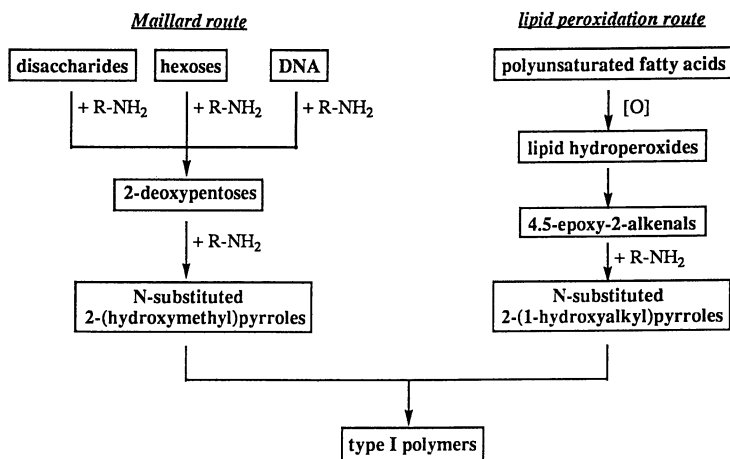 Maillard route
disaccharides hexoses DNA
+ R-NH2 + R-NH2 + R-NH2
2-deoxypentoses
+ R-NH2
N-substituted
2-(hydroxymethyl)pyrroles
lipid peroxidation route
polyunsaturated fatty acids
[O]
lipid hydroperoxides
4.5-epoxy-2-alkenals
+ R-NH2
N-substituted
2-(1-hydroxyalkyl)pyrroles
type I polymers